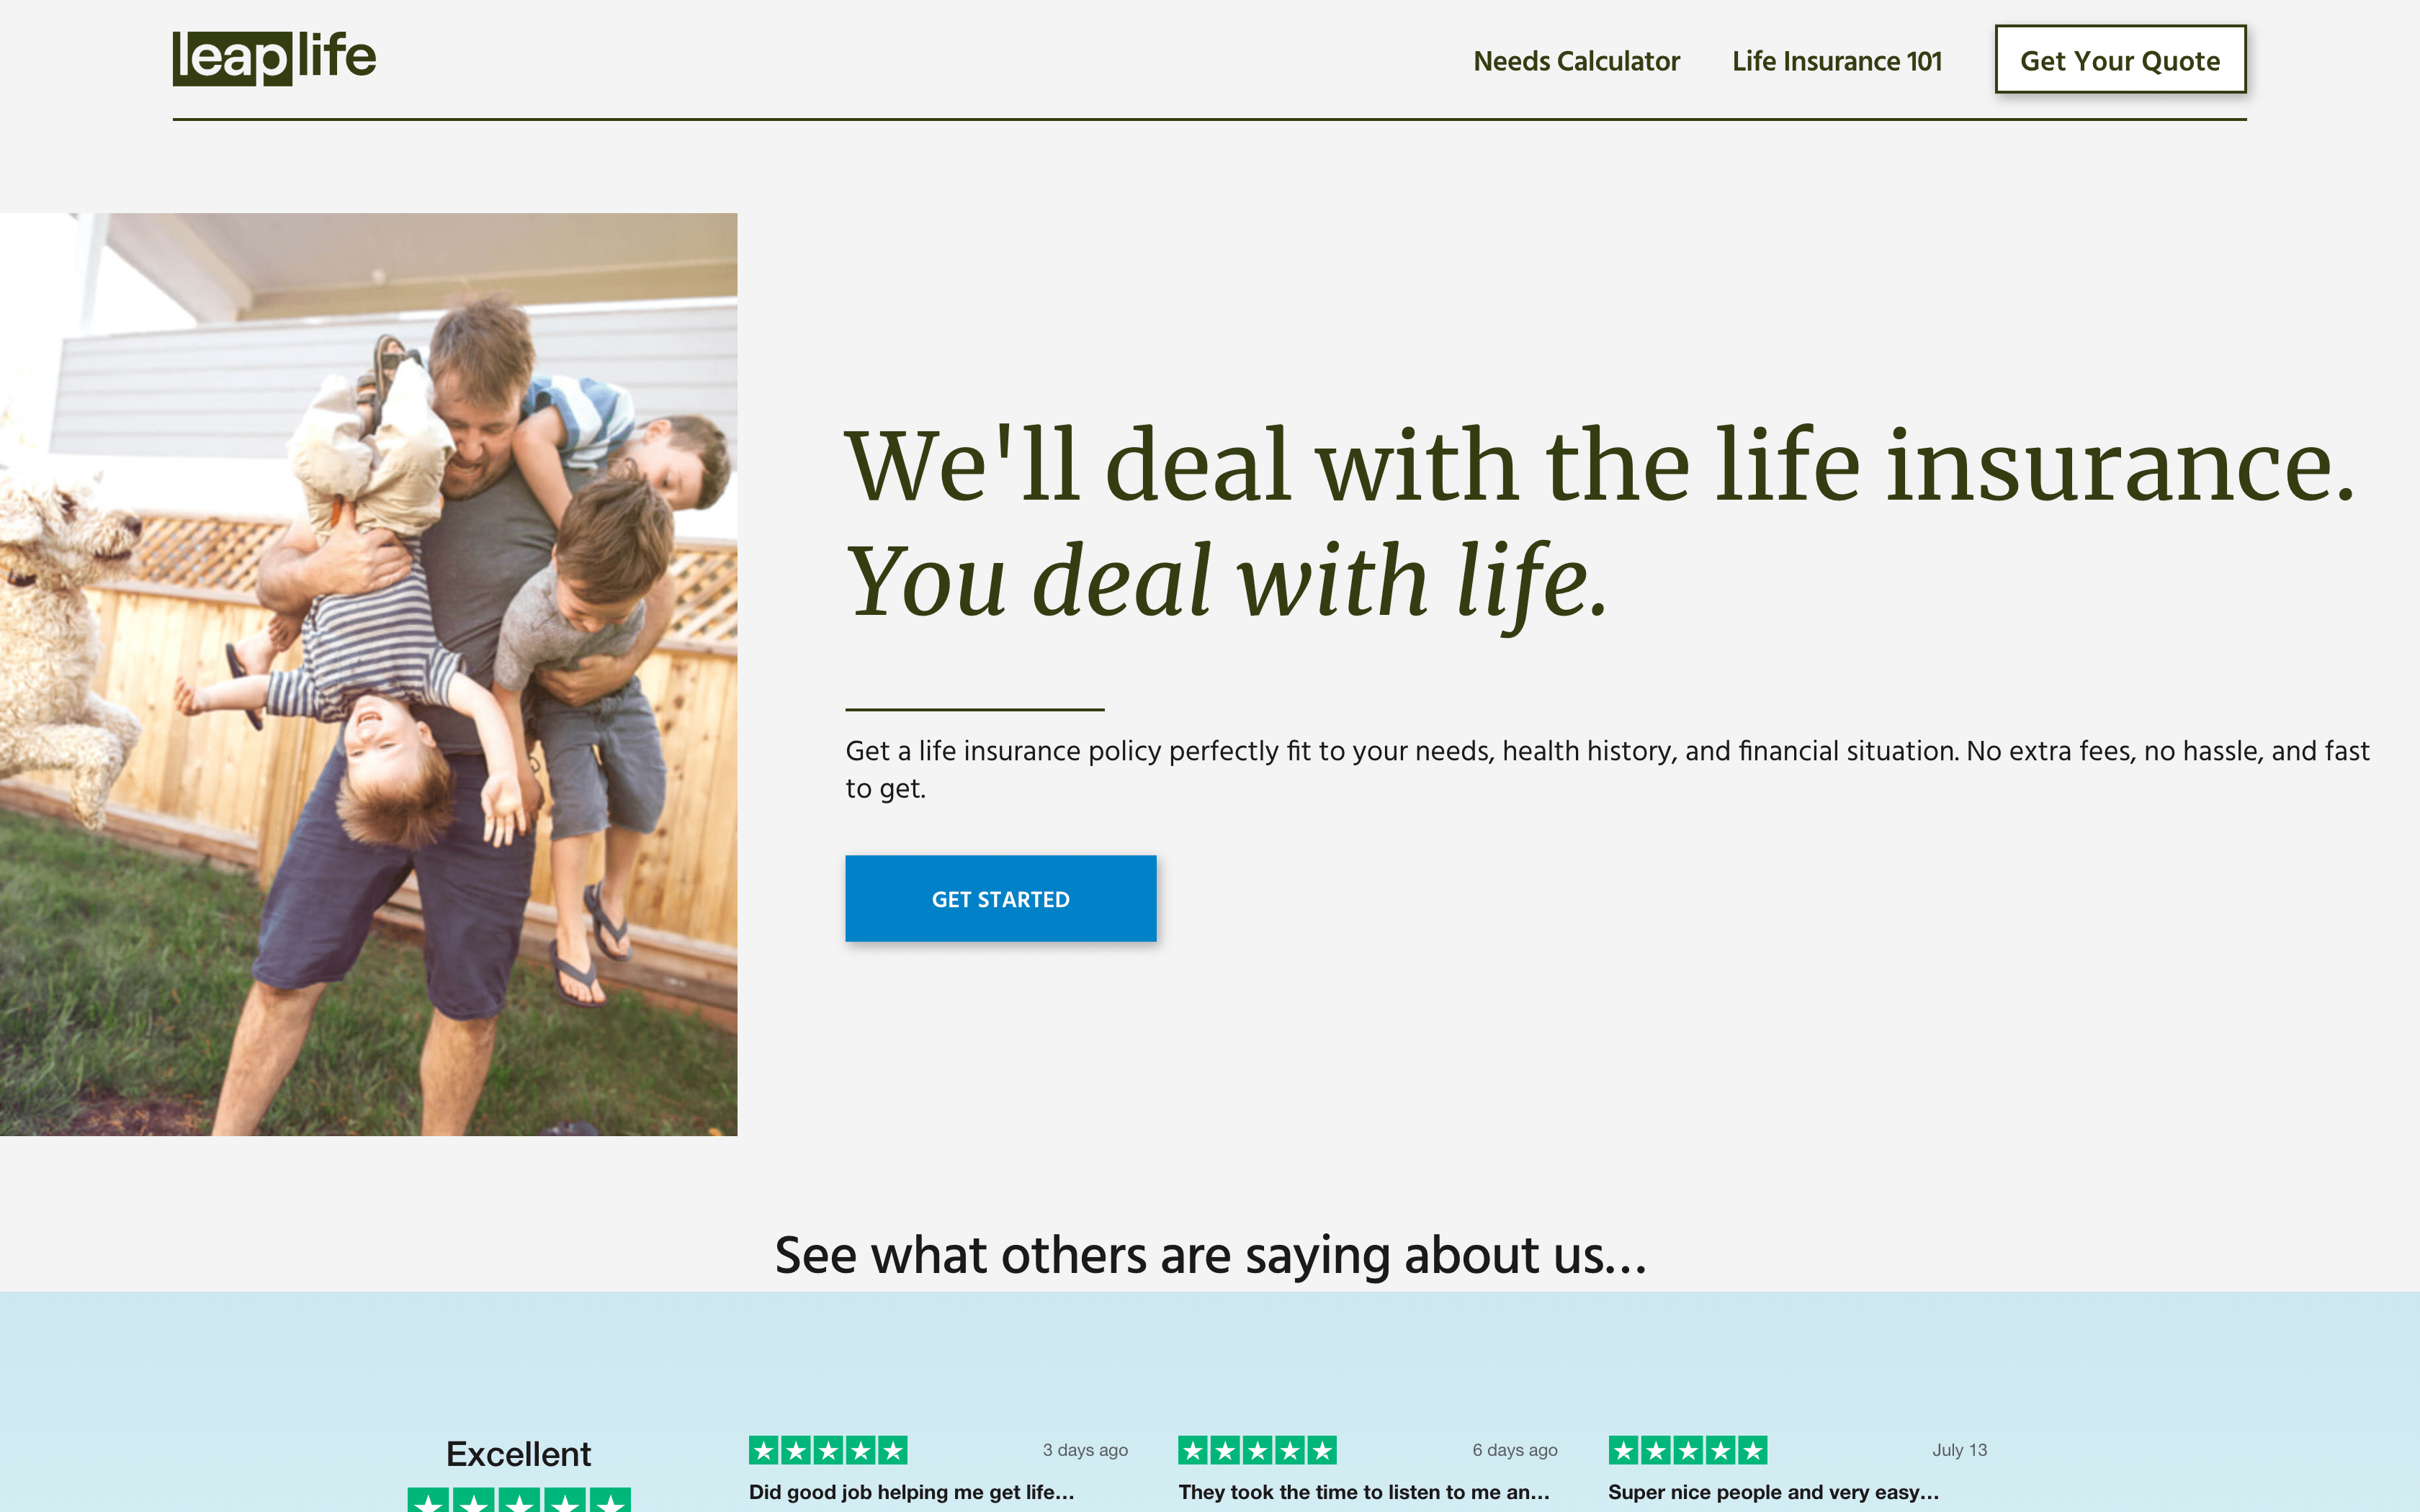 leaplife
Needs Calculator
Life Insurance 101
Get Your Quote
We'll deal with the life insurance.
You deal with life.
Get a life insurance policy perfectly fit to your needs, health history, and financial situation. No extra fees, no hassle, and fast
to get.
GET STARTED
See what others are saying about us...
Excellent
3 days ago
Did good job helping me get life...
6 days ago
They took the time to listen to me an...
July 13
Super nice people and very easy...